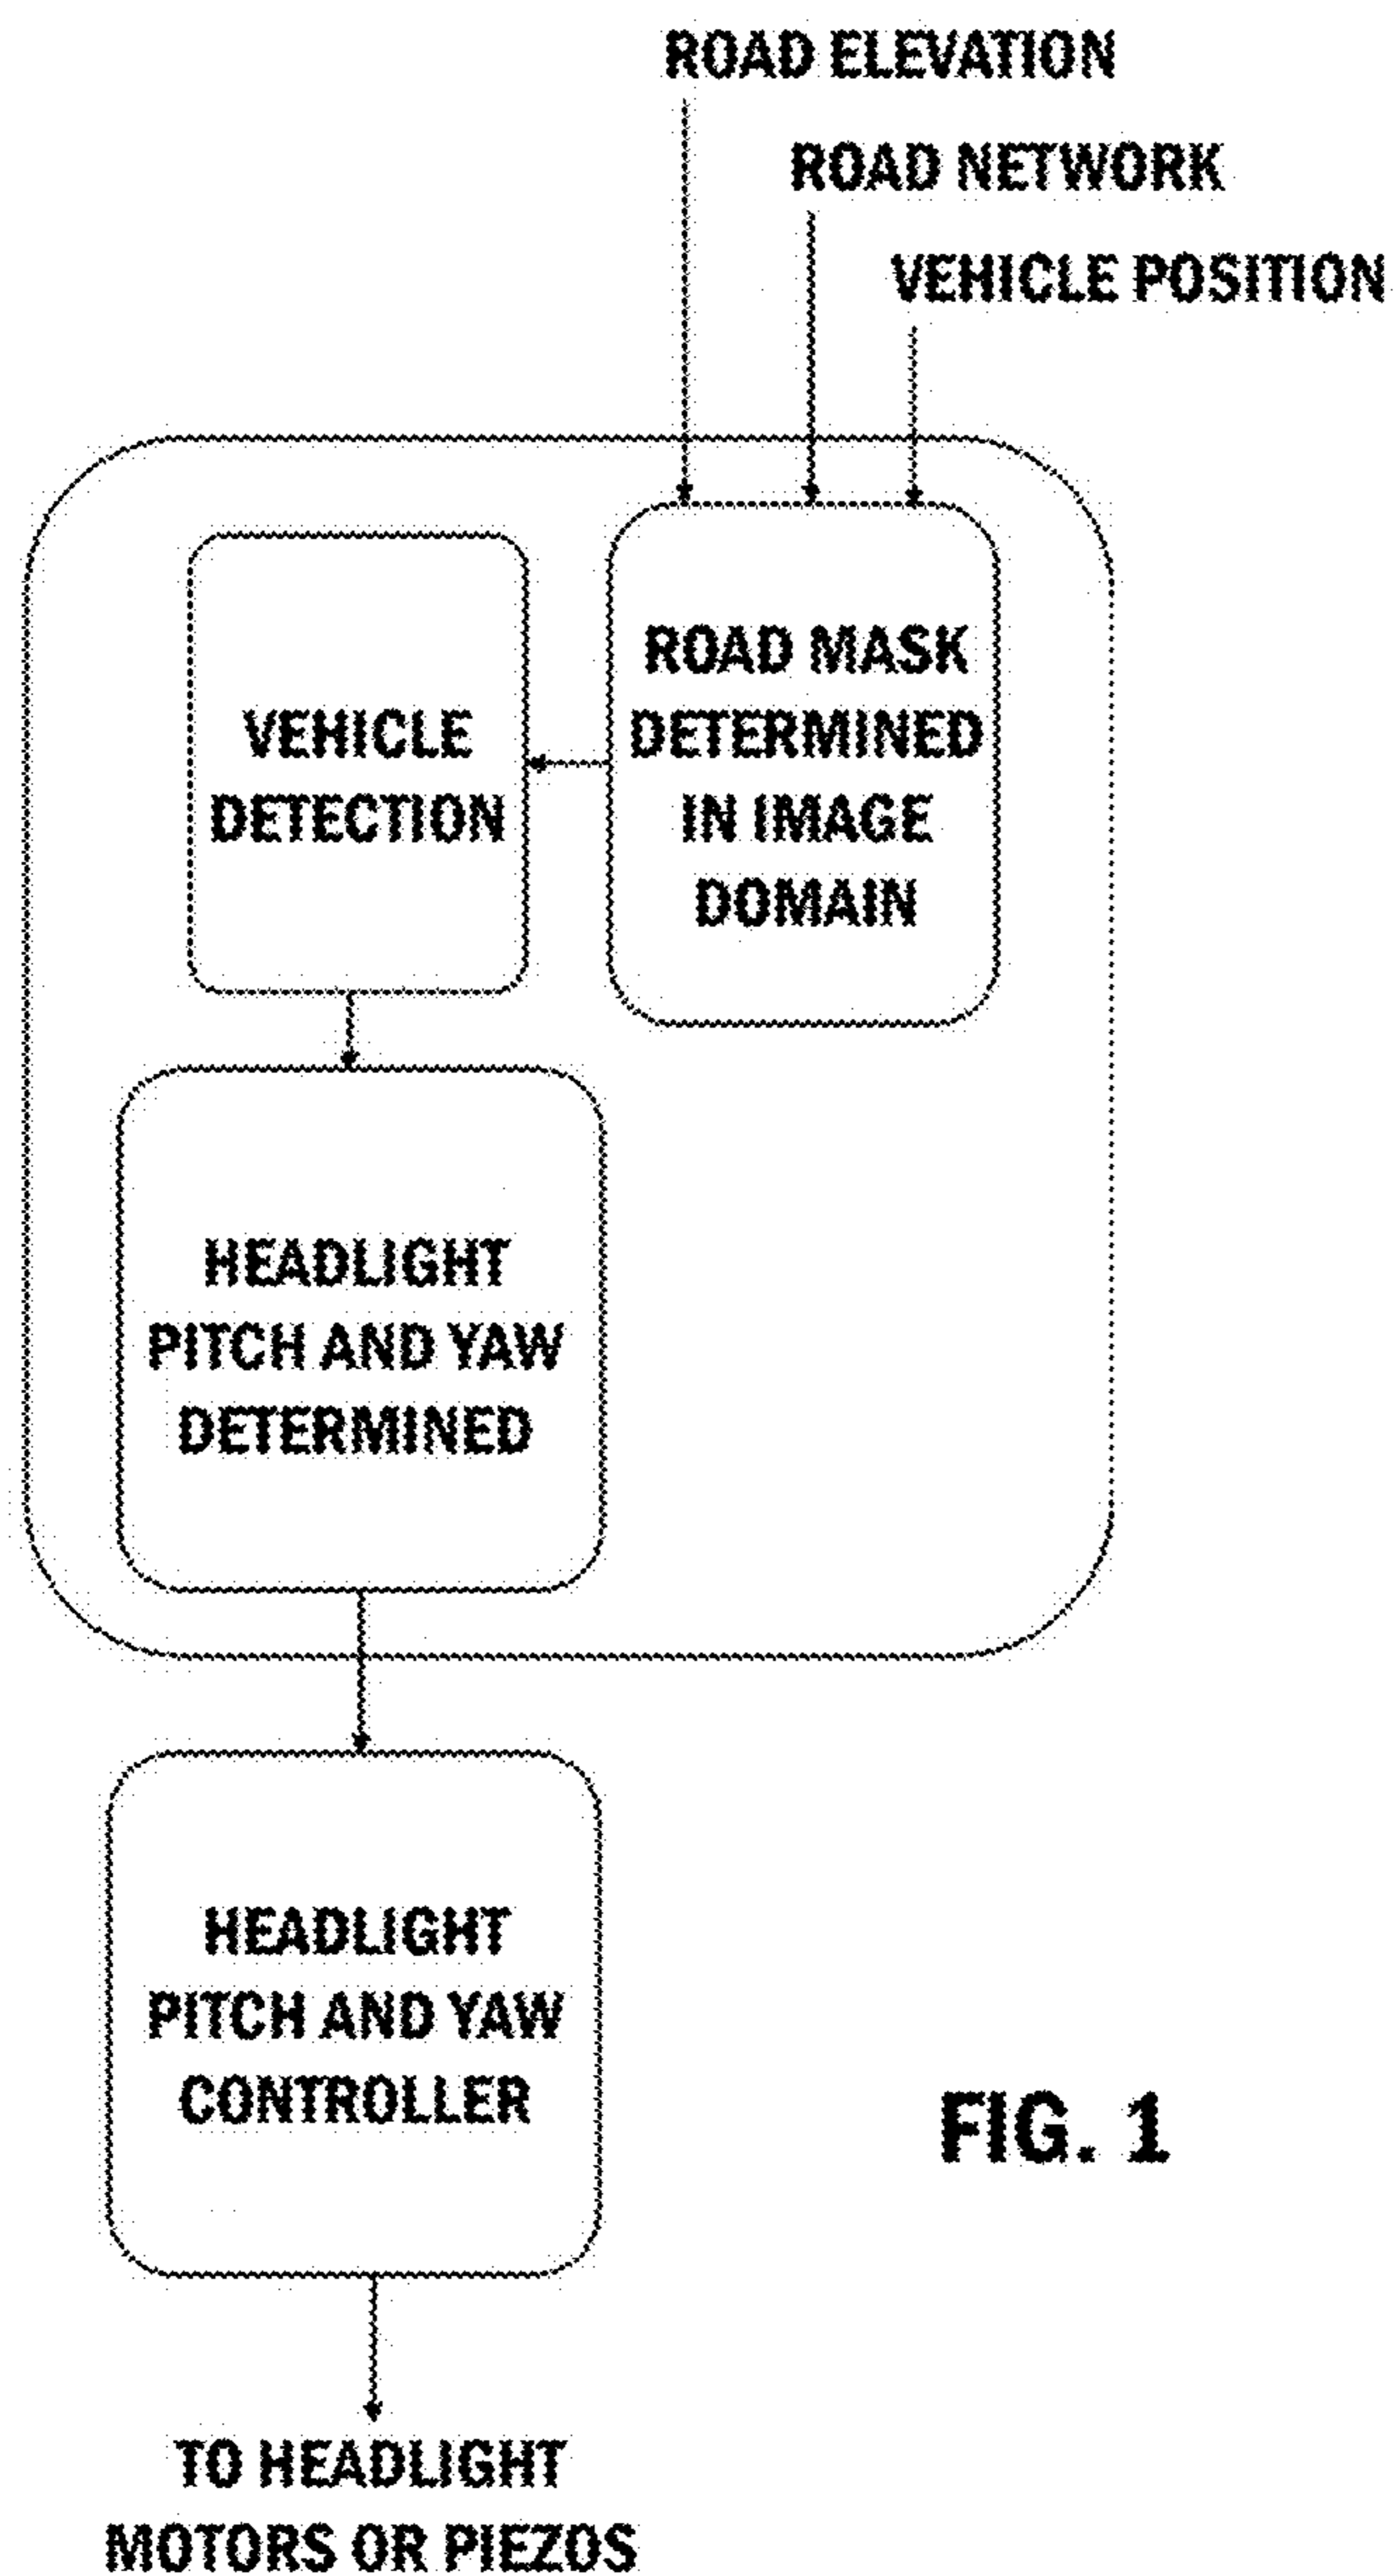 ROAD ELEVATION
ROAD NETWORK
VEHICLE POSITION
VEHICLE
DETECTION
ROAD MASK
DETERMINED
IN IMAGE
DOMAIN
HEADLIGHT
PITCH AND YAW
DETERMINED
HEADLIGHT
PITCH AND YAW
CONTROLLER
FIG. 1
TO HEADLIGHT
MOTORS OR PIEZOS